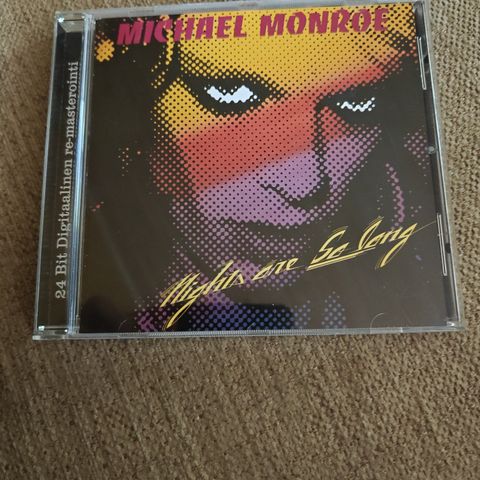 MICHAEL MONROE
Nights are So Long
24 Bit Digitaalinen re-masterointi